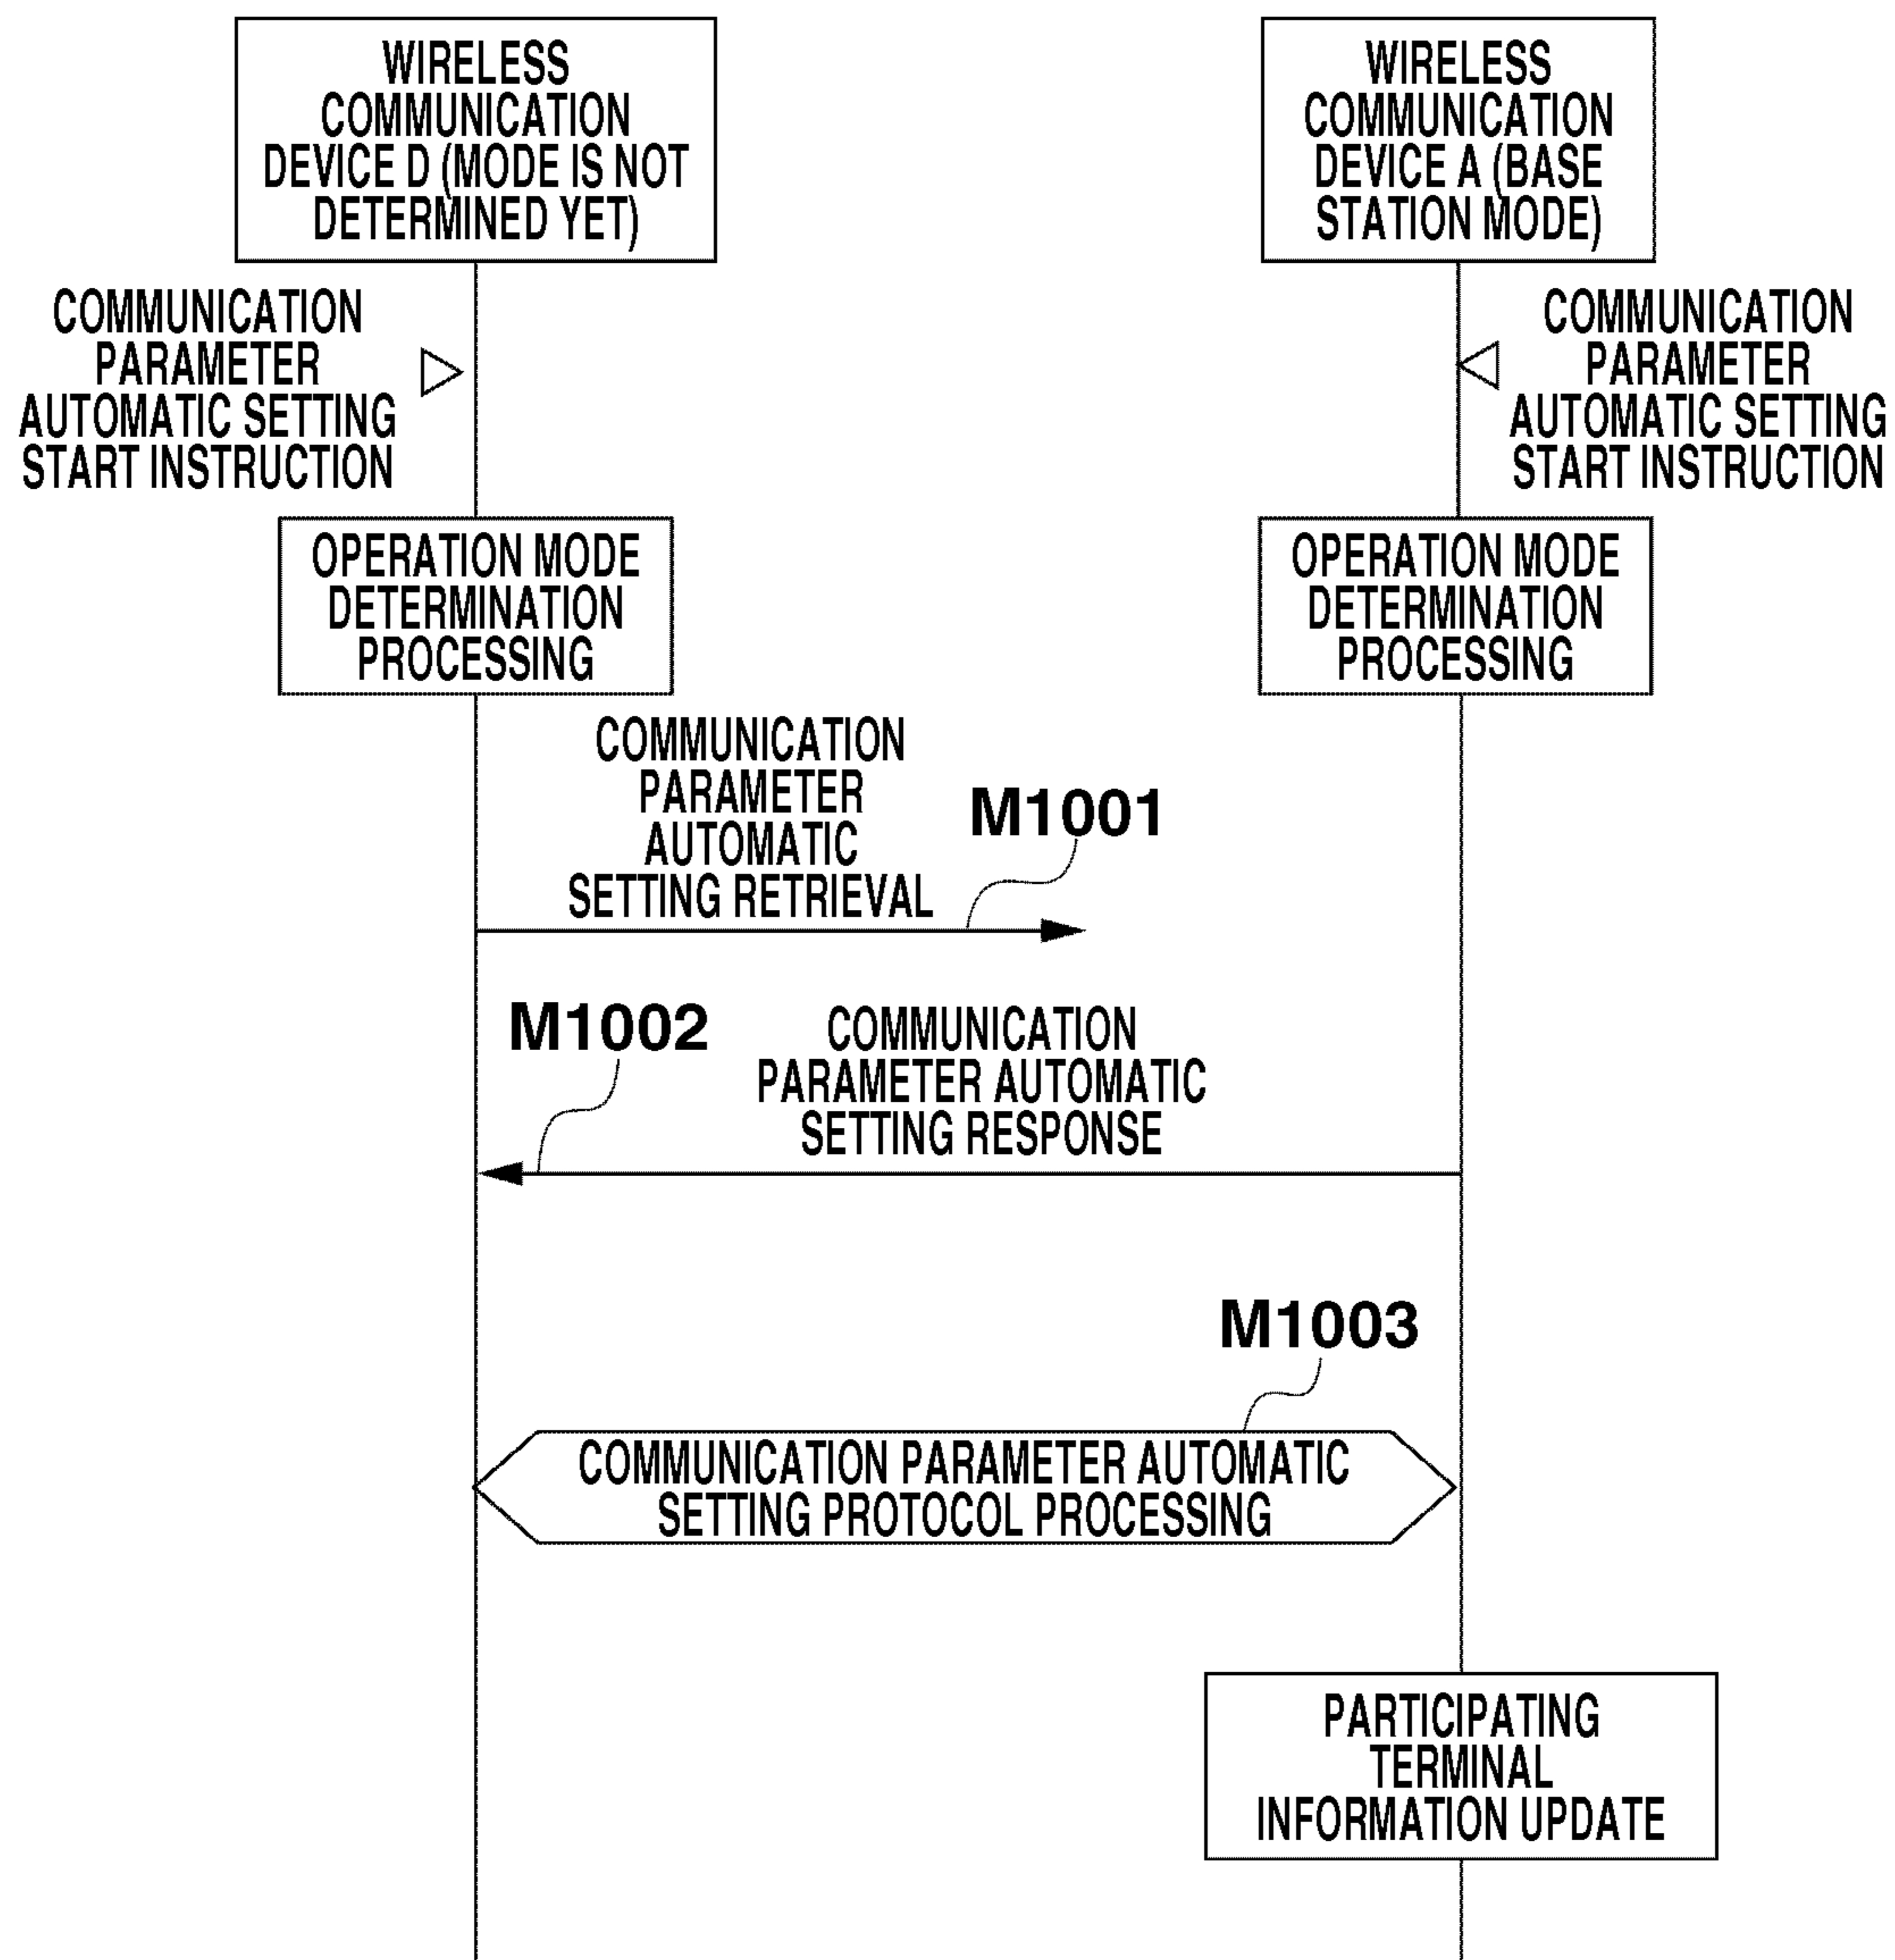 WIRELESS
COMMUNICATION
DEVICE D (MODE IS NOT
DETERMINED YET)
WIRELESS
COMMUNICATION
DEVICE A (BASE
STATION MODE)
COMMUNICATION
PARAMETER
AUTOMATIC SETTING
START INSTRUCTION
COMMUNICATION
PARAMETER
AUTOMATIC SETTING
START INSTRUCTION
OPERATION MODE
DETERMINATION
PROCESSING
OPERATION MODE
DETERMINATION
PROCESSING
COMMUNICATION
PARAMETER
AUTOMATIC
SETTING RETRIEVAL
M1001
M1002
COMMUNICATION
PARAMETER AUTOMATIC
SETTING RESPONSE
M1003
COMMUNICATION PARAMETER AUTOMATIC
SETTING PROTOCOL PROCESSING
PARTICIPATING
TERMINAL
INFORMATION UPDATE